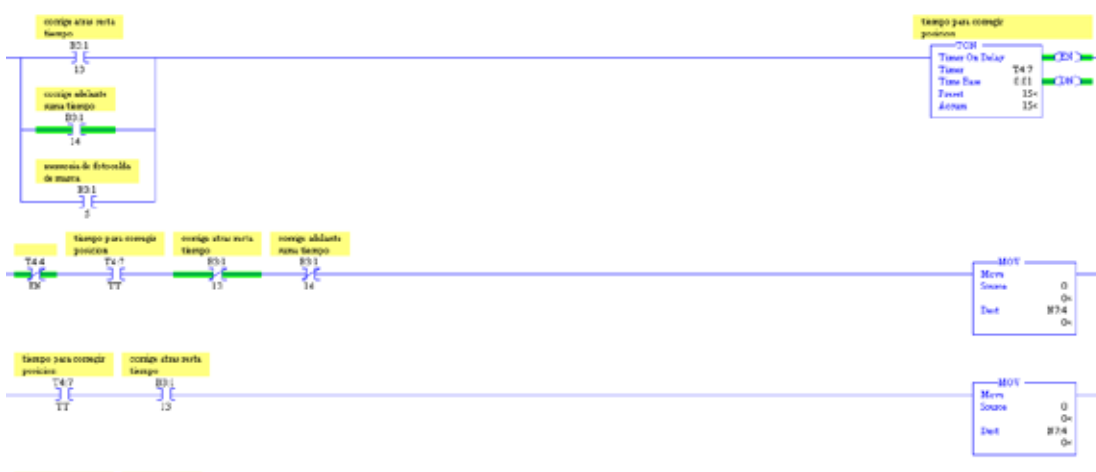 corrige atras resta
tiempo
B3:1
13
tiempo para corregir
posicion
TON
Timer On Delay
Timer T4:7
Time Base 0.01
Preset 15<
Accum 15<
EN
DN
corrige adelante
suma tiempo
B3:1
14
memoria de fotocelda
de marca
B3:1
5
T4:4
EN
tiempo para corregir
posicion
T4:7
TT
corrige atras resta
tiempo
B3:1
13
corrige adelante
suma tiempo
B3:1
14
MOV
Move
Source 0
0<
Dest N7:4
0<
tiempo para corregir
posicion
T4:7
TT
corrige atras resta
tiempo
B3:1
13
MOV
Move
Source 0
0<
Dest N7:4
0<